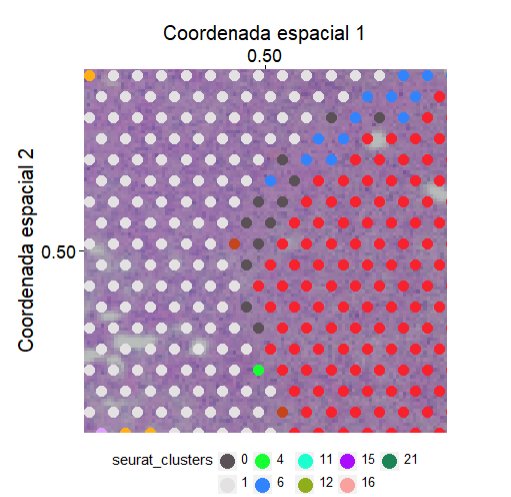 Coordenada espacial 1
0.50
Coordenada espacial 2
0.50
seurat_clusters 0 4 11 15 21
1 6 12 16